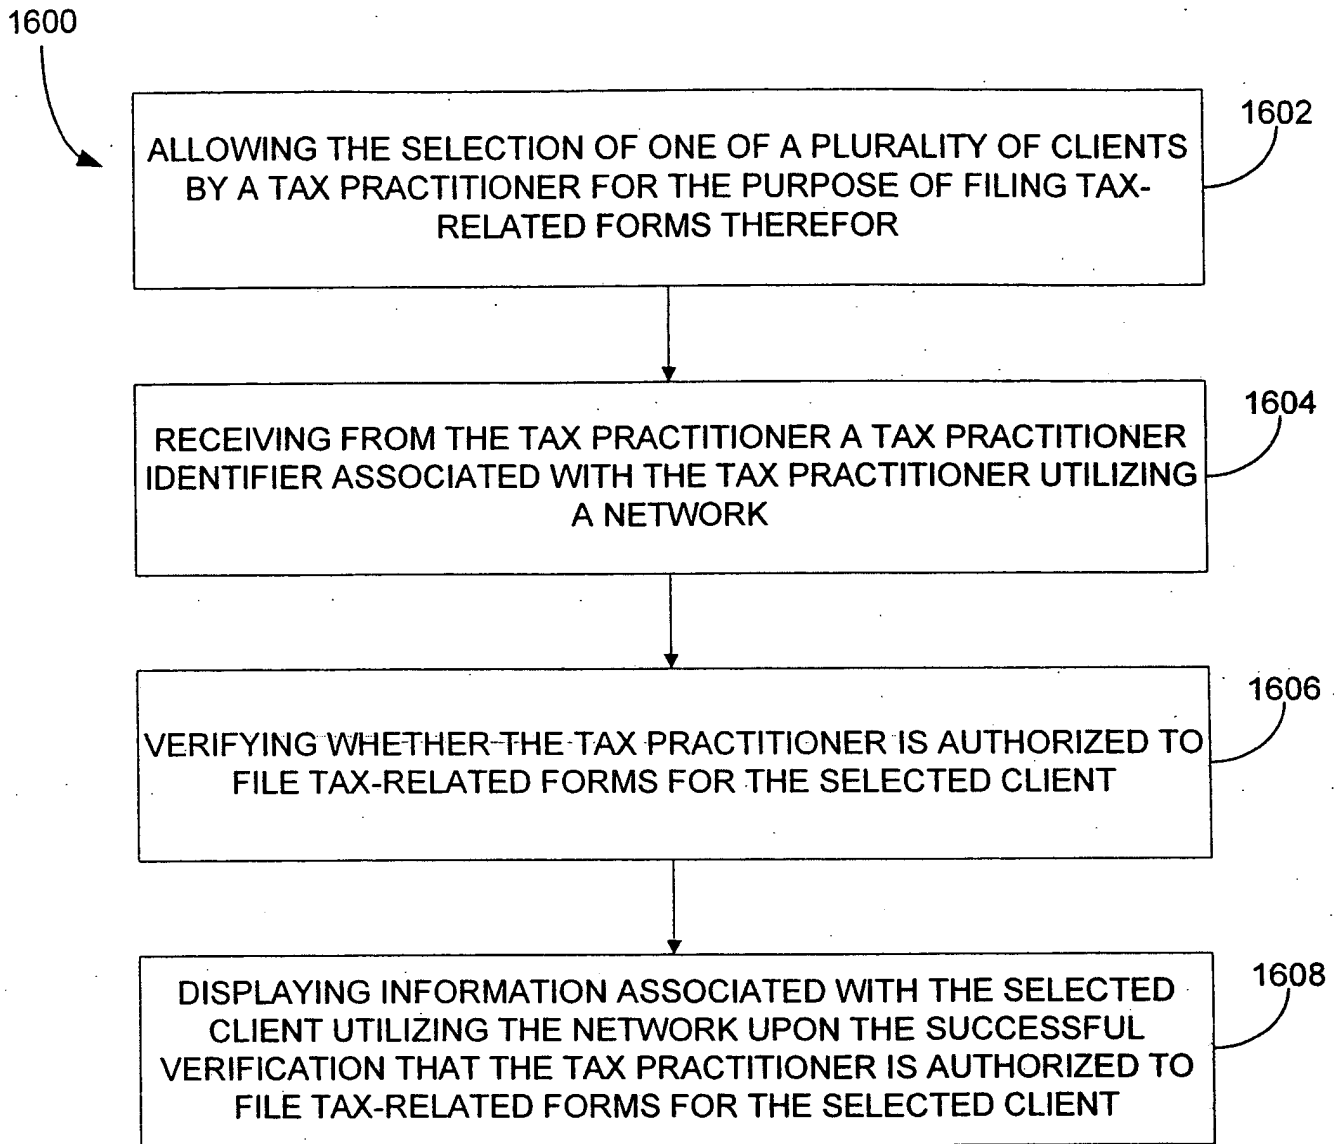 1600
1602
ALLOWING THE SELECTION OF ONE OF A PLURALITY OF CLIENTS
BY A TAX PRACTITIONER FOR THE PURPOSE OF FILING TAX-
RELATED FORMS THEREFOR
1604
RECEIVING FROM THE TAX PRACTITIONER A TAX PRACTITIONER
IDENTIFIER ASSOCIATED WITH THE TAX PRACTITIONER UTILIZING
A NETWORK
1606
VERIFYING WHETHER THE TAX PRACTITIONER IS AUTHORIZED TO
FILE TAX-RELATED FORMS FOR THE SELECTED CLIENT
1608
DISPLAYING INFORMATION ASSOCIATED WITH THE SELECTED
CLIENT UTILIZING THE NETWORK UPON THE SUCCESSFUL
VERIFICATION THAT THE TAX PRACTITIONER IS AUTHORIZED TO
FILE TAX-RELATED FORMS FOR THE SELECTED CLIENT